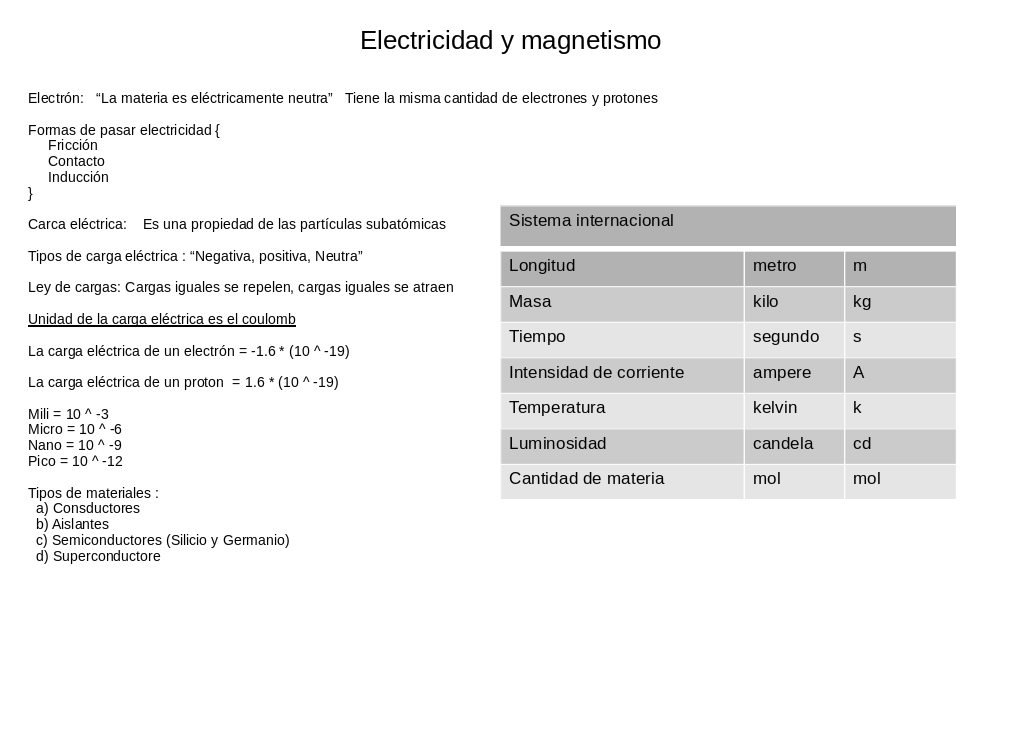 Electricidad y magnetismo
Electrón: “La materia es eléctricamente neutra” Tiene la misma cantidad de electrones y protones
Formas de pasar electricidad {
Fricción
Contacto
Inducción
}
Carca eléctrica: Es una propiedad de las partículas subatómicas
Tipos de carga eléctrica : “Negativa, positiva, Neutra”
Ley de cargas: Cargas iguales se repelen, cargas iguales se atraen
Unidad de la carga eléctrica es el coulomb
La carga eléctrica de un electrón = -1.6 * (10 ^ -19)
La carga eléctrica de un proton = 1.6 * (10 ^ -19)
Mili = 10 ^ -3
Micro = 10 ^ -6
Nano = 10 ^ -9
Pico = 10 ^ -12
Tipos de materiales :
a) Consductores
b) Aislantes
c) Semiconductores (Silicio y Germanio)
d) Superconductore
Sistema internacional
Longitud metro m
Masa kilo kg
Tiempo segundo s
Intensidad de corriente ampere A
Temperatura kelvin k
Luminosidad candela cd
Cantidad de materia mol mol